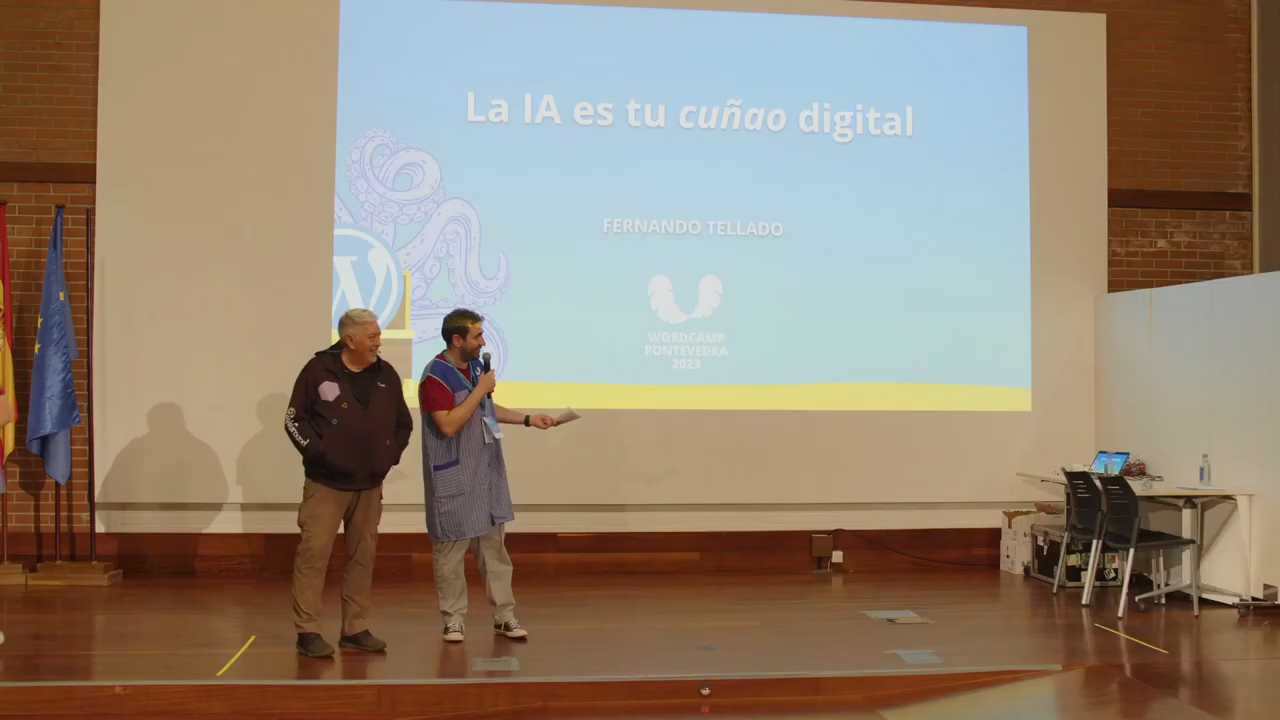 La IA es tu cuñao digital
FERNANDO TELLADO
W
WORDCAMP
PONTEVEDRA
2023